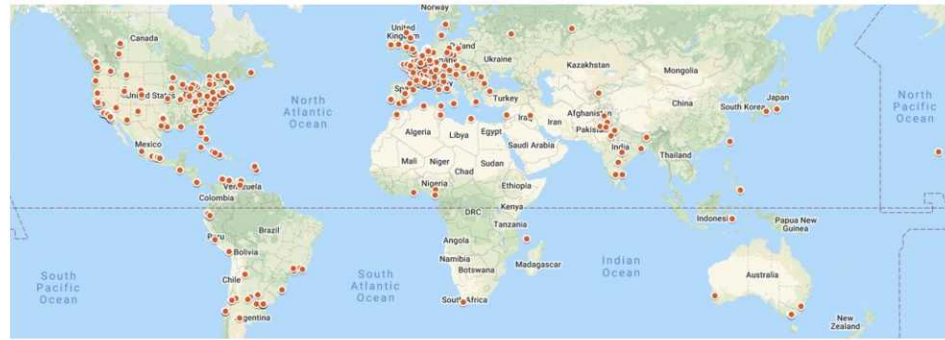 Norway
Canada
United
Kingdom
Poland
Ukraine
Kazakhstan
Mongolia
United States
North
Atlantic
Ocean
Turkey
Afghanistan
China
South Korea
Japan
North
Pacific
Ocean
Iraq
Iran
Pakistan
Algeria
Libya
Egypt
Saudi Arabia
India
Thailand
Mexico
Mali
Niger
Sudan
Chad
Venezuela
Nigeria
Ethiopia
Colombia
DRC
Kenya
Tanzania
Indonesia
Papua New
Guinea
Brazil
Peru
Angola
Bolivia
Namibia
Madagascar
Botswana
South
Pacific
Ocean
Chile
South
Atlantic
Ocean
Indian
Ocean
Australia
South Africa
Argentina
New
Zealand